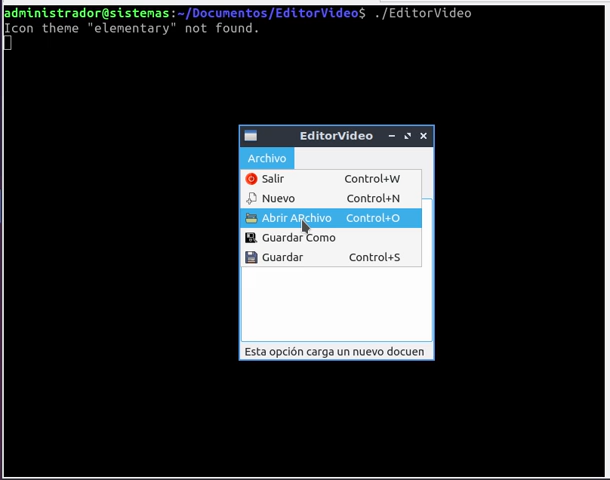 administrador@sistemas:~/Documentos/EditorVideo$ ./EditorVideo
Icon theme "elementary" not found.
EditorVideo
Archivo
Salir Control+W
Nuevo Control+N
Abrir ARchivo Control+O
Guardar Como
Guardar Control+S
Esta opción carga un nuevo docuen